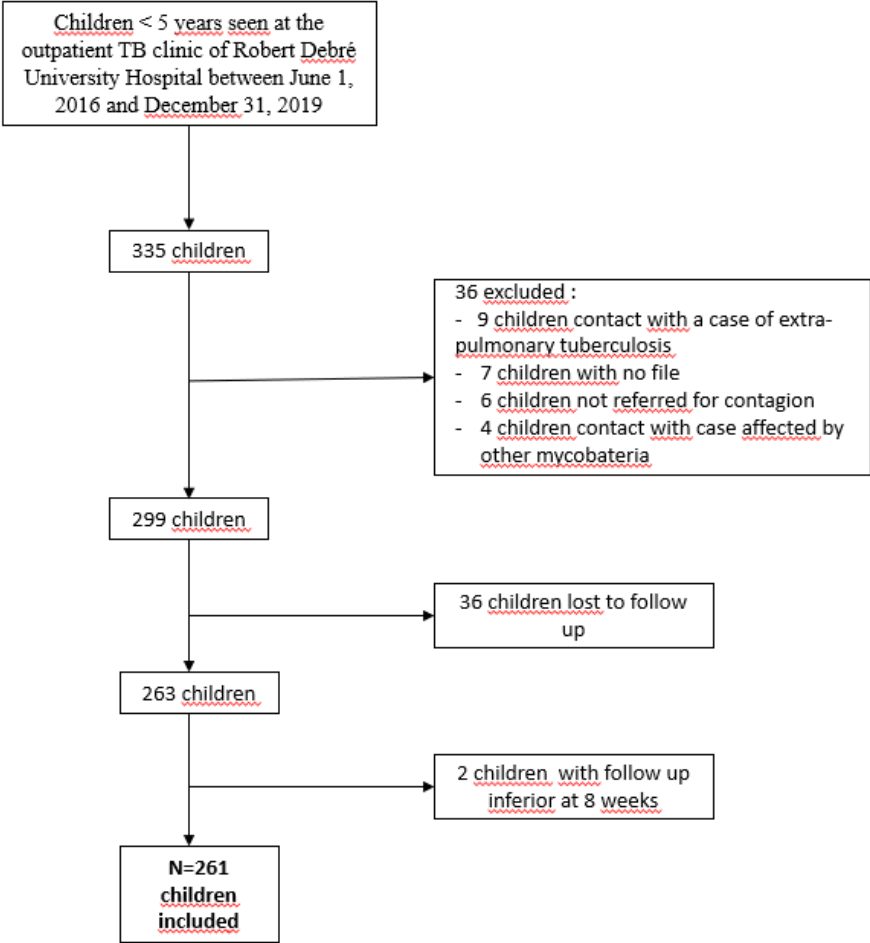 Children < 5 years seen at the
outpatient TB clinic of Robert Debré
University Hospital between June 1,
2016 and December 31, 2019
335 children
36 excluded :
- 9 children contact with a case of extra-
pulmonary tuberculosis
- 7 children with no file
- 6 children not referred for contagion
- 4 children contact with case affected by
other mycobateria
299 children
36 children lost to follow
up
263 children
2 children with follow up
inferior at 8 weeks
N=261
children
included